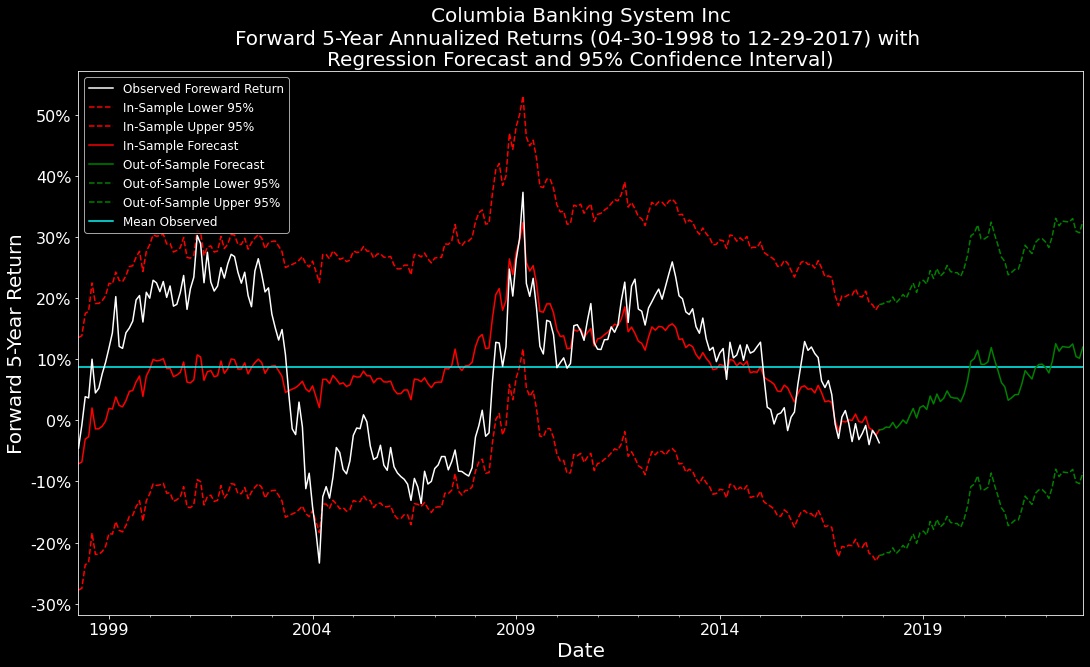 Columbia Banking System Inc
Forward 5-Year Annualized Returns (04-30-1998 to 12-29-2017) with
Regression Forecast and 95% Confidence Interval)
Observed Foreward Return
In-Sample Lower 95%
In-Sample Upper 95%
In-Sample Forecast
Out-of-Sample Forecast
Out-of-Sample Lower 95%
Out-of-Sample Upper 95%
Mean Observed
Forward 5-Year Return
50%
40%
30%
20%
10%
0%
-10%
-20%
-30%
1999
2004
2009
2014
2019
Date